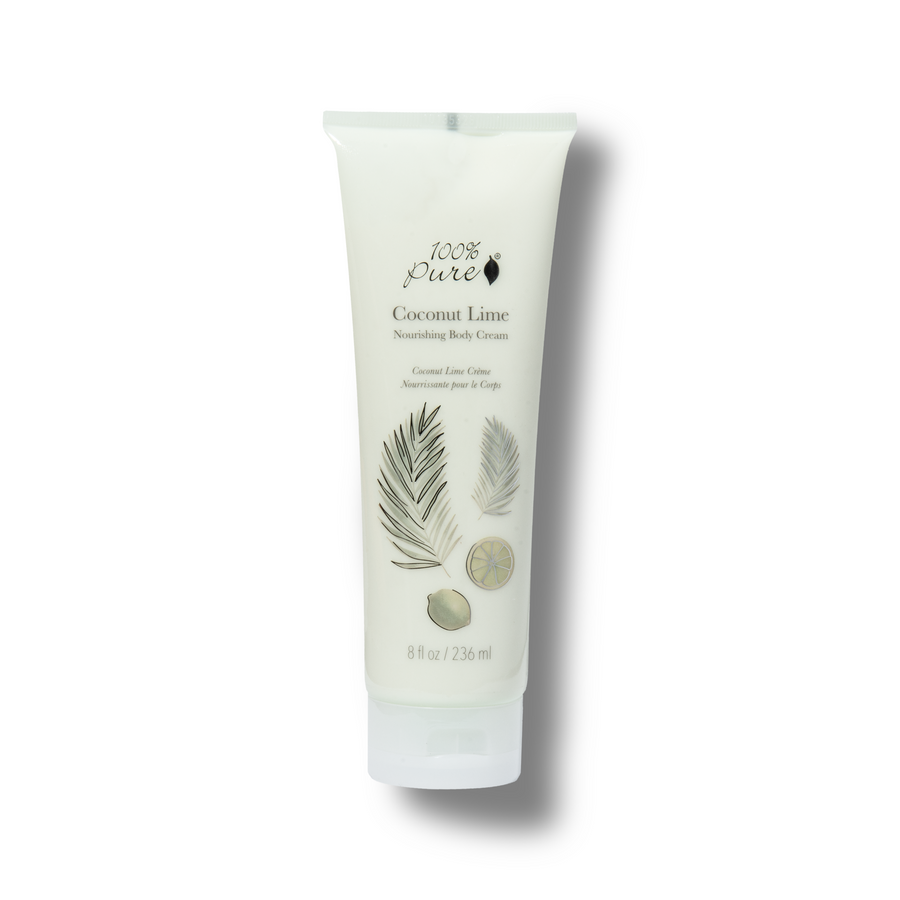 100%
Pure®
Coconut Lime
Nourishing Body Cream
Coconut Lime Crème
Nourrissante pour le Corps
8 fl oz / 236 ml